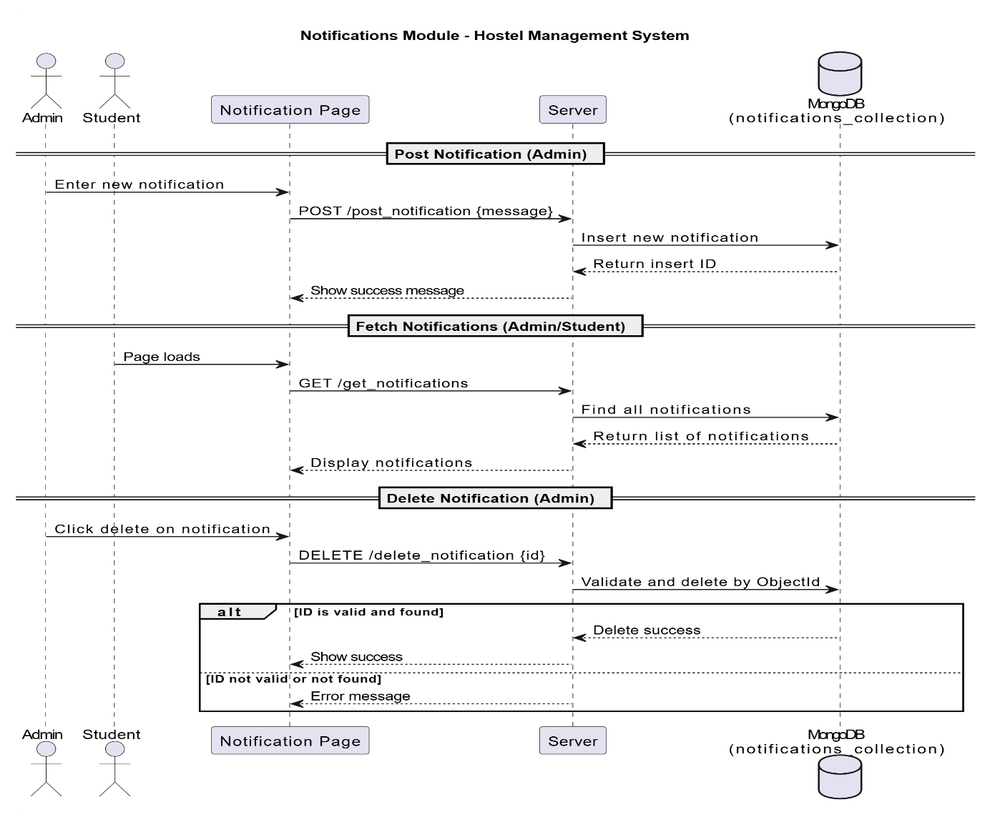 Notifications Module - Hostel Management System
Admin
Student
Notification Page
Server
MongoDB
(notifications_collection)
Post Notification (Admin)
Enter new notification
POST /post_notification {message}
Insert new notification
Return insert ID
Show success message
Fetch Notifications (Admin/Student)
Page loads
GET /get_notifications
Find all notifications
Return list of notifications
Display notifications
Delete Notification (Admin)
Click delete on notification
DELETE /delete_notification {id}
Validate and delete by ObjectId
alt
[ID is valid and found]
Delete success
Show success
[ID not valid or not found]
Error message
Admin
Student
Notification Page
Server
MongoDB
(notifications_collection)